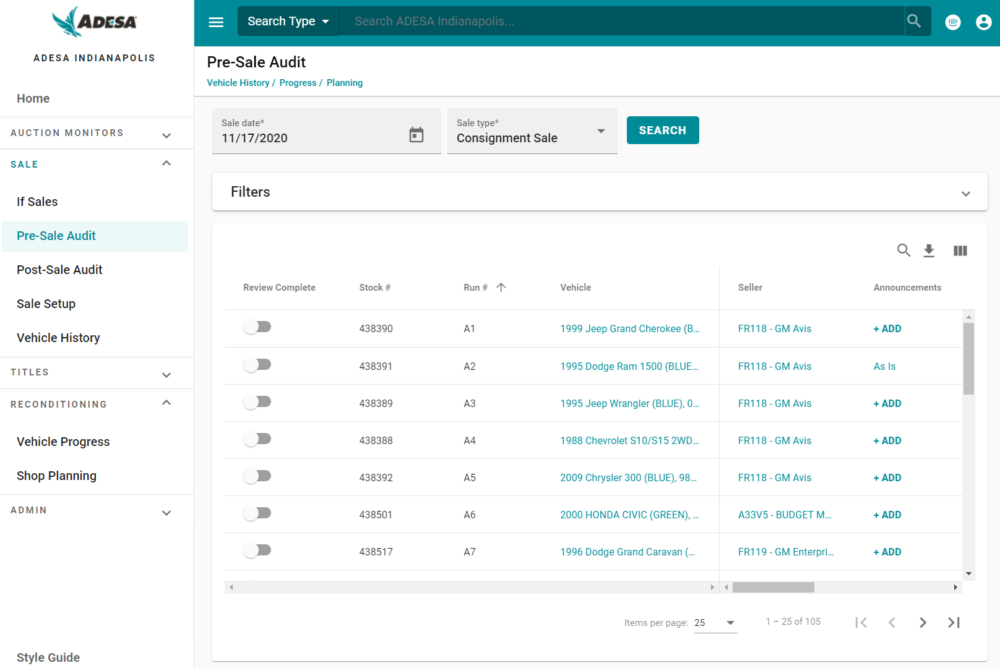 ADESA
ADESA INDIANAPOLIS
Home
AUCTION MONITORS
SALE
If Sales
Pre-Sale Audit
Post-Sale Audit
Sale Setup
Vehicle History
TITLES
RECONDITIONING
Vehicle Progress
Shop Planning
ADMIN
Style Guide
Search Type
Search ADESA Indianapolis...
Pre-Sale Audit
Vehicle History / Progress / Planning
Sale date*
11/17/2020
Sale type*
Consignment Sale
SEARCH
Filters
Review Complete Stock # Run # Vehicle Seller Announcements
438390 A1 1999 Jeep Grand Cherokee (B... FR118 - GM Avis + ADD
438391 A2 1995 Dodge Ram 1500 (BLUE... FR118 - GM Avis As Is
438389 A3 1995 Jeep Wrangler (BLUE), 0... FR118 - GM Avis + ADD
438388 A4 1988 Chevrolet S10/S15 2WD... FR118 - GM Avis + ADD
438392 A5 2009 Chrysler 300 (BLUE), 98... FR118 - GM Avis + ADD
438501 A6 2000 HONDA CIVIC (GREEN), ... A33V5 - BUDGET M... + ADD
438517 A7 1996 Dodge Grand Caravan (... FR119 - GM Enterpri... + ADD
Items per page: 25 1 – 25 of 105